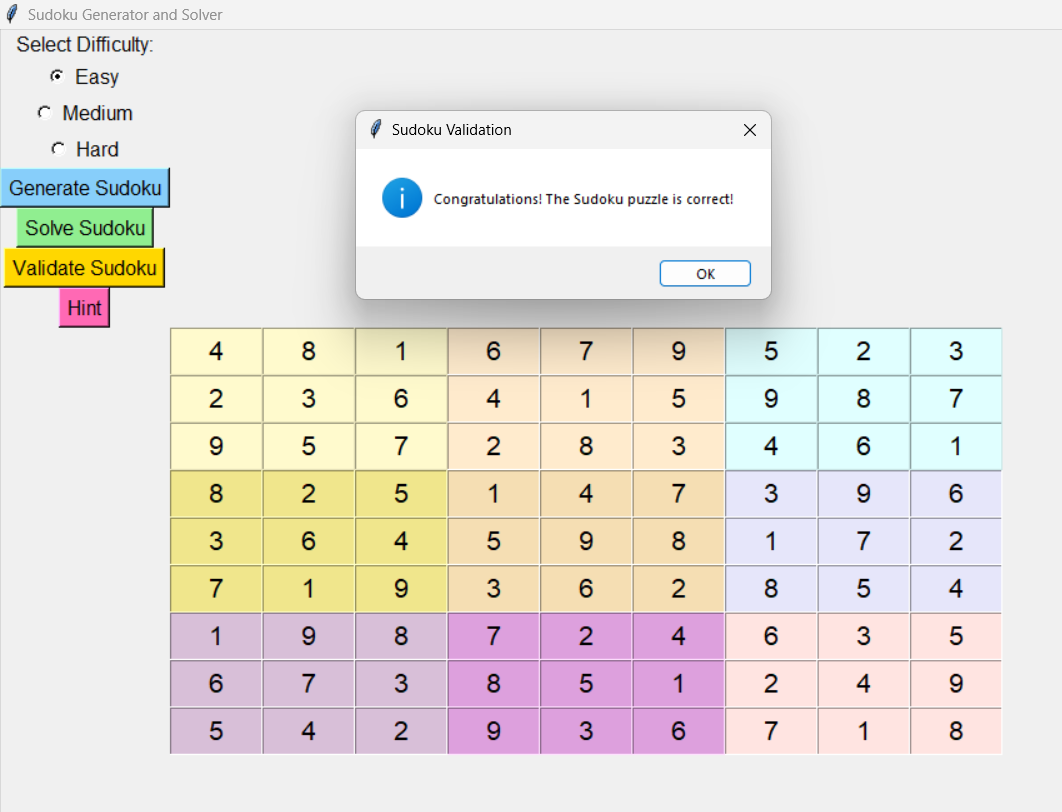 Sudoku Generator and Solver
Select Difficulty:
Easy
Medium
Hard
Generate Sudoku
Solve Sudoku
Validate Sudoku
Hint
Sudoku Validation
Congratulations! The Sudoku puzzle is correct!
OK
4 8 1 6 7 9 5 2 3
2 3 6 4 1 5 9 8 7
9 5 7 2 8 3 4 6 1
8 2 5 1 4 7 3 9 6
3 6 4 5 9 8 1 7 2
7 1 9 3 6 2 8 5 4
1 9 8 7 2 4 6 3 5
6 7 3 8 5 1 2 4 9
5 4 2 9 3 6 7 1 8